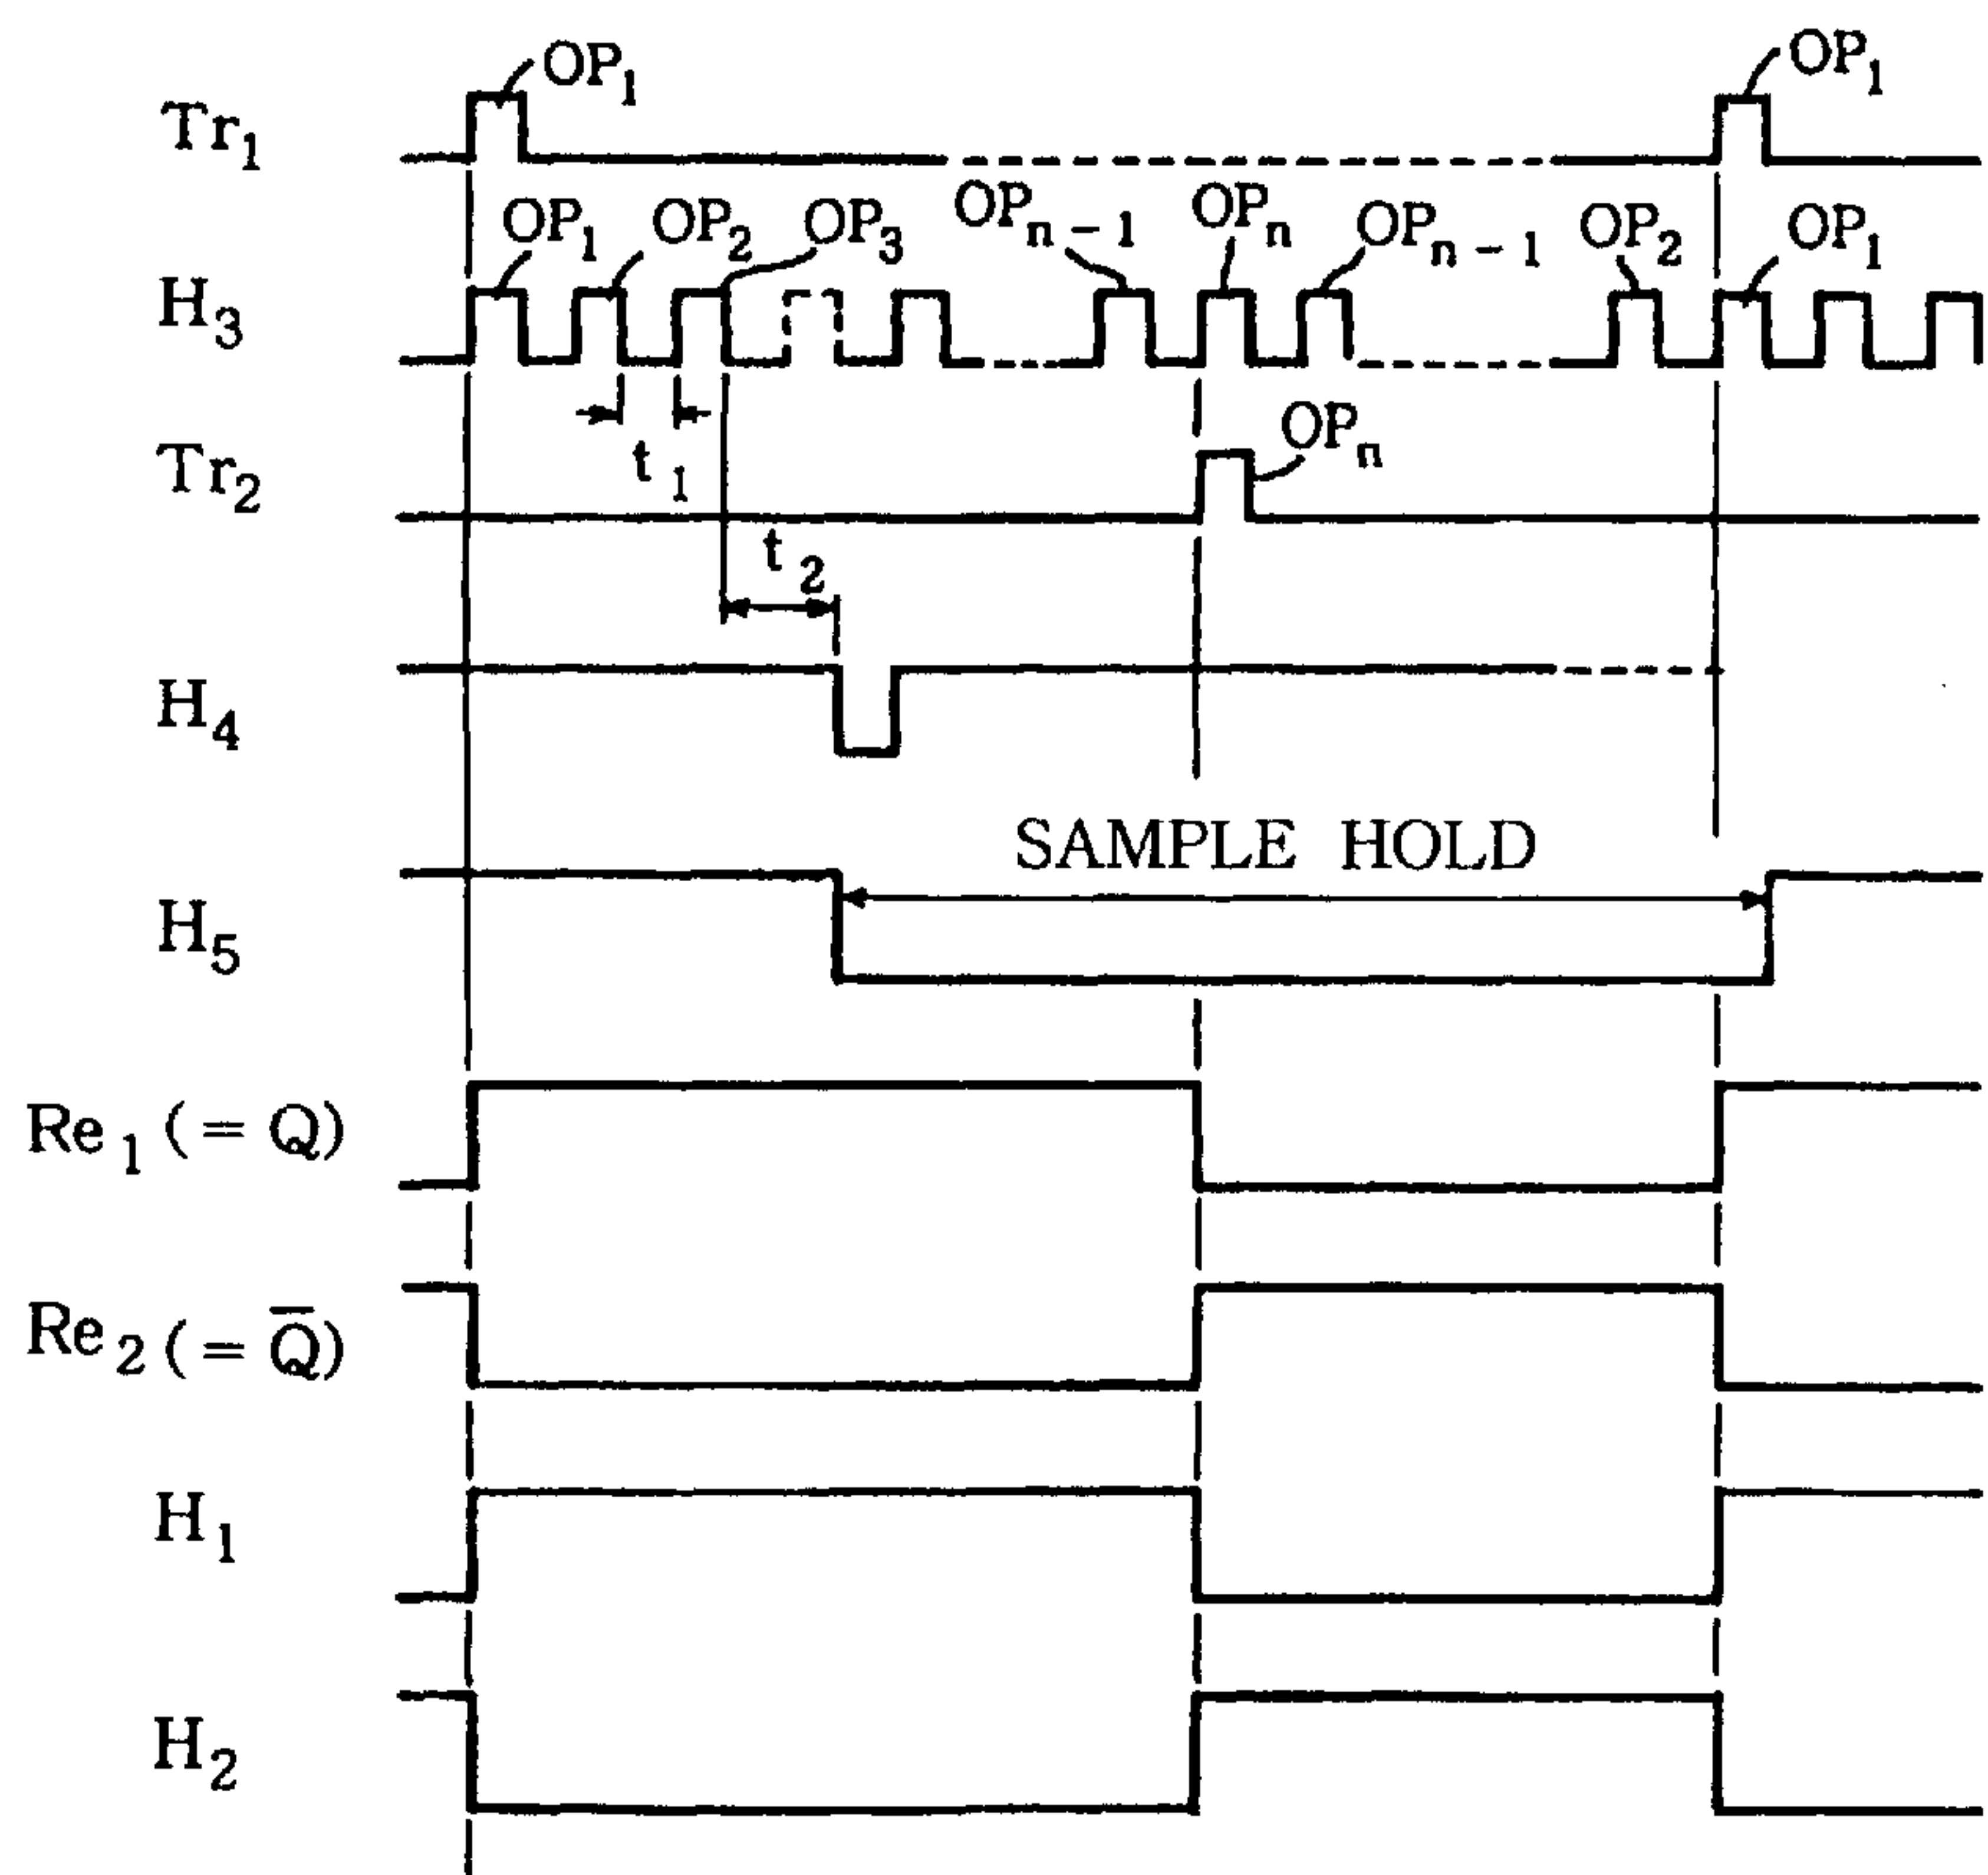 OP₁ OP₁
Tr₁
OP₁ OP₂ OP₃ OPₙ₋₁ OPₙ OPₙ₋₁ OP₂ OP₁
H₃
t₁ OPₙ
Tr₂
t₂
H₄
SAMPLE HOLD
H₅
Re₁ (= Q)
Re₂ (= Q̅)
H₁
H₂